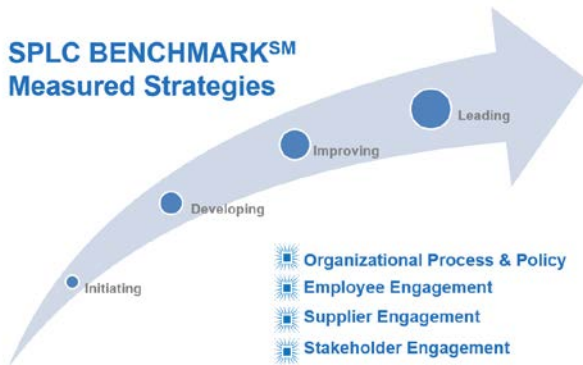 SPLC BENCHMARK℠
Measured Strategies
Leading
Improving
Developing
Initiating
Organizational Process & Policy
Employee Engagement
Supplier Engagement
Stakeholder Engagement